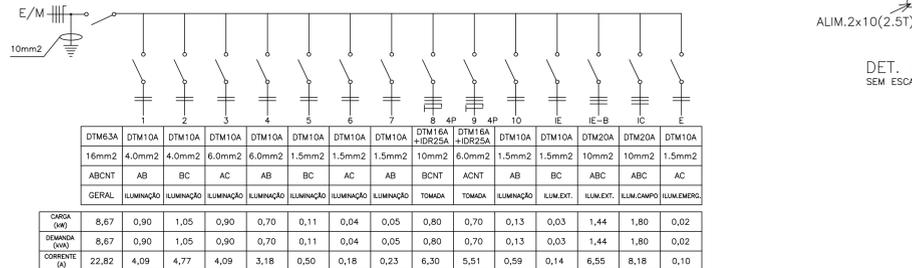 E/M
10mm2
ALIM.2x10(2.5T)
DET.
SEM ESCA
1 2 3 4 5 6 7 8 4P 9 4P 10 IE IE-B IC E
DTM63A DTM10A DTM10A DTM10A DTM10A DTM10A DTM10A DTM10A DTM16A +IDR25A DTM16A +IDR25A DTM10A DTM10A DTM20A DTM20A DTM10A
16mm2 4.0mm2 4.0mm2 6.0mm2 6.0mm2 1.5mm2 1.5mm2 1.5mm2 10mm2 6.0mm2 1.5mm2 1.5mm2 10mm2 10mm2 1.5mm2
ABCNT AB BC AC AB BC AC AB BCNT ACNT AB BC ABC ABC AC
GERAL ILUMINAÇÃO ILUMINAÇÃO ILUMINAÇÃO ILUMINAÇÃO ILUMINAÇÃO ILUMINAÇÃO ILUMINAÇÃO TOMADA TOMADA ILUMINAÇÃO ILUM.EXT. ILUM.EXT. ILUM.CAMPO ILUM.EMERG.
CARGA (kW) 8,67 0,90 1,05 0,90 0,70 0,11 0,04 0,05 0,80 0,70 0,13 0,03 1,44 1,80 0,02
DEMANDA (kVA) 8,67 0,90 1,05 0,90 0,70 0,11 0,04 0,05 0,80 0,70 0,13 0,03 1,44 1,80 0,02
CORRENTE (A) 22,82 4,09 4,77 4,09 3,18 0,50 0,18 0,23 6,30 5,51 0,59 0,14 6,55 8,18 0,10